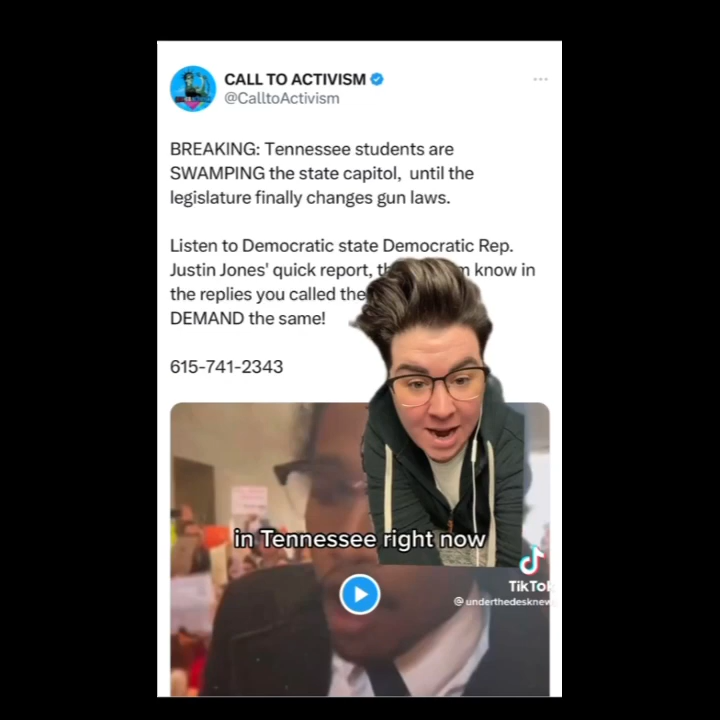 CALL TO ACTIVISM
@CalltoActivism
BREAKING: Tennessee students are
SWAMPING the state capitol, until the
legislature finally changes gun laws.
Listen to Democratic state Democratic Rep.
Justin Jones' quick report, know in
the replies you called the
DEMAND the same!
615-741-2343
in Tennessee right now
TikTok
@underthedesknew